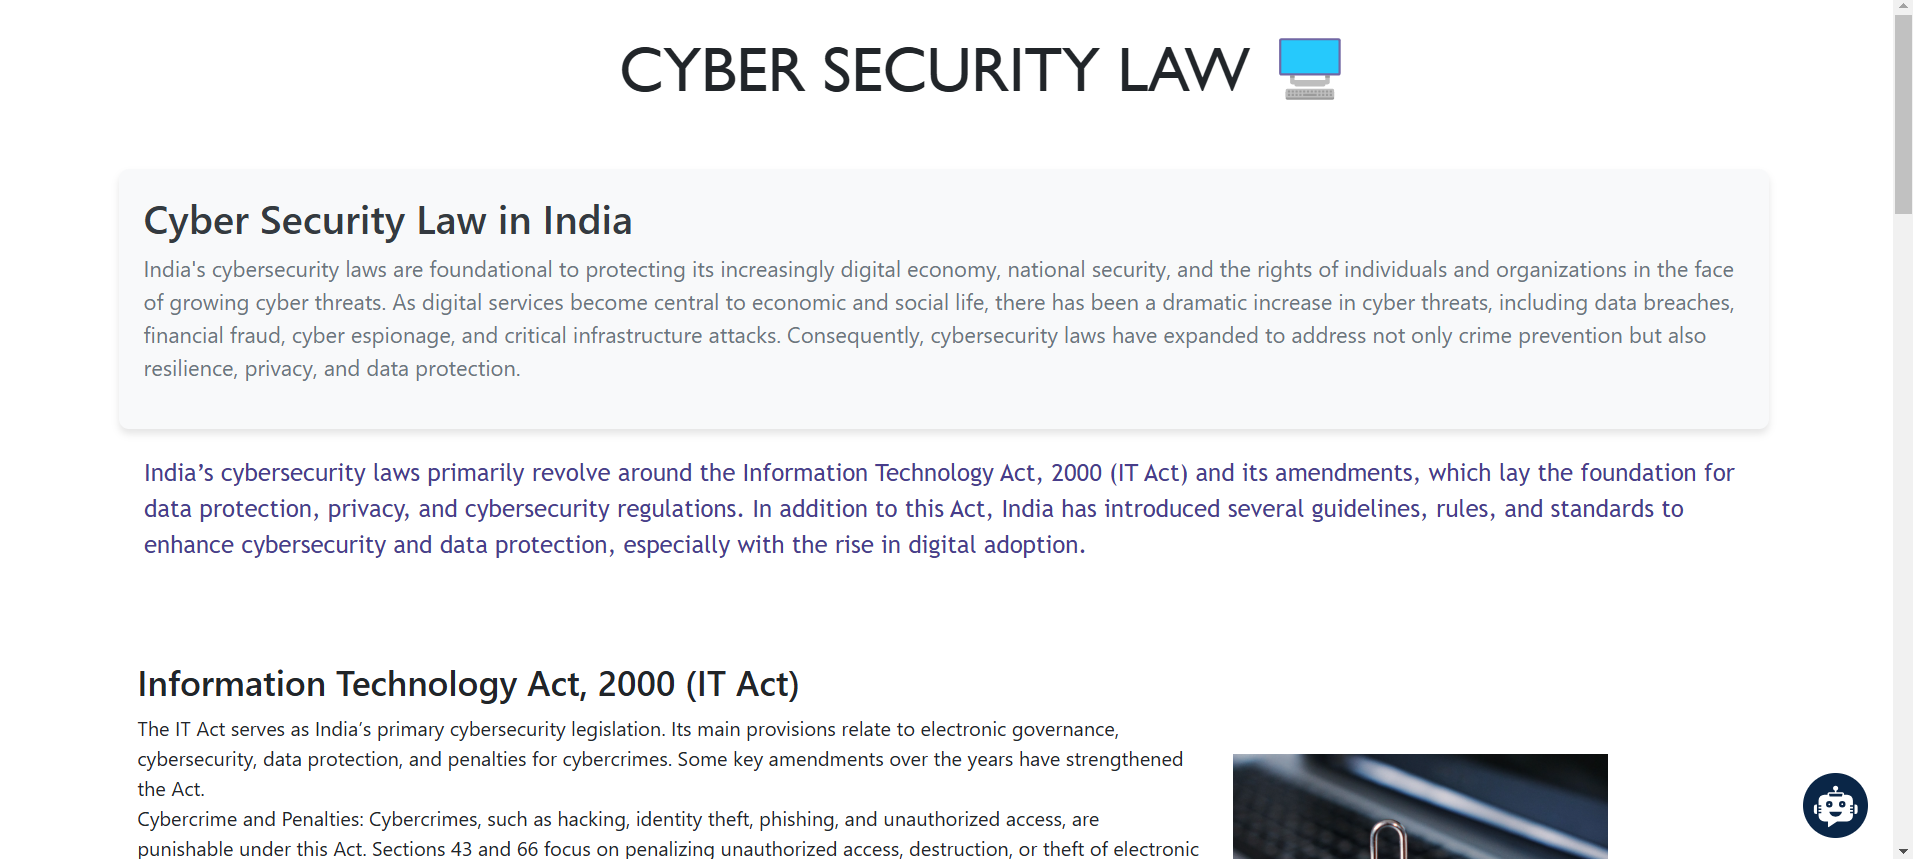 CYBER SECURITY LAW
Cyber Security Law in India
India's cybersecurity laws are foundational to protecting its increasingly digital economy, national security, and the rights of individuals and organizations in the face
of growing cyber threats. As digital services become central to economic and social life, there has been a dramatic increase in cyber threats, including data breaches,
financial fraud, cyber espionage, and critical infrastructure attacks. Consequently, cybersecurity laws have expanded to address not only crime prevention but also
resilience, privacy, and data protection.
India’s cybersecurity laws primarily revolve around the Information Technology Act, 2000 (IT Act) and its amendments, which lay the foundation for
data protection, privacy, and cybersecurity regulations. In addition to this Act, India has introduced several guidelines, rules, and standards to
enhance cybersecurity and data protection, especially with the rise in digital adoption.
Information Technology Act, 2000 (IT Act)
The IT Act serves as India’s primary cybersecurity legislation. Its main provisions relate to electronic governance,
cybersecurity, data protection, and penalties for cybercrimes. Some key amendments over the years have strengthened
the Act.
Cybercrime and Penalties: Cybercrimes, such as hacking, identity theft, phishing, and unauthorized access, are
punishable under this Act. Sections 43 and 66 focus on penalizing unauthorized access, destruction, or theft of electronic